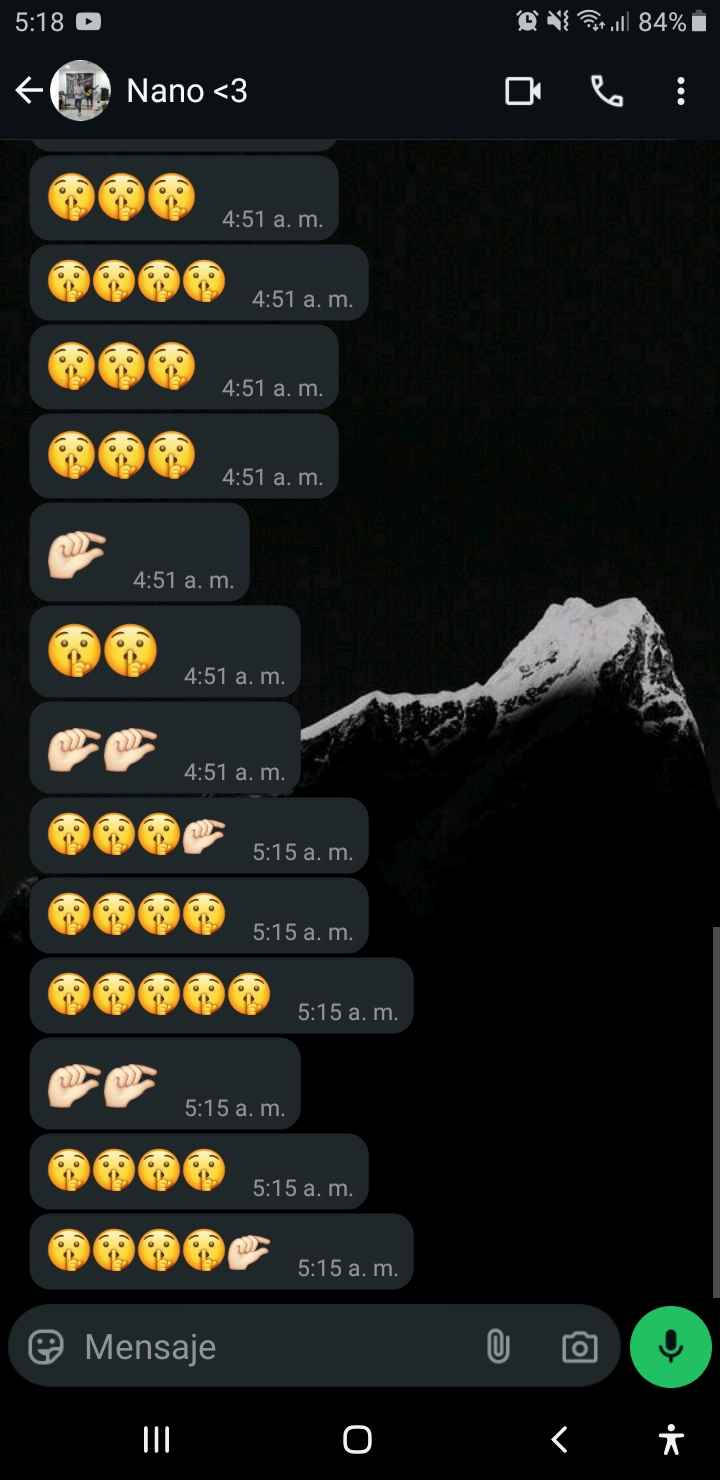 5:18 84%
Nano <3
🤫🤫🤫 4:51 a. m.
🤫🤫🤫🤫 4:51 a. m.
🤫🤫🤫 4:51 a. m.
🤫🤫🤫 4:51 a. m.
🤏🏻 4:51 a. m.
🤫🤫 4:51 a. m.
🤏🏻🤏🏻 4:51 a. m.
🤫🤫🤫🤏🏻 5:15 a. m.
🤫🤫🤫🤫 5:15 a. m.
🤫🤫🤫🤫🤫 5:15 a. m.
🤏🏻🤏🏻 5:15 a. m.
🤫🤫🤫🤫 5:15 a. m.
🤫🤫🤫🤫🤏🏻 5:15 a. m.
Mensaje